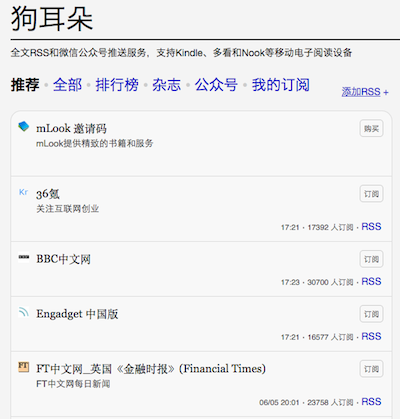 狗耳朵
全文RSS和微信公众号推送服务，支持Kindle、多看和Nook等移动电子阅读设备
推荐 • 全部 • 排行榜 • 杂志 • 公众号 • 我的订阅
添加RSS +
mLook 邀请码
购买
mLook提供精致的书籍和服务
Kr
36氪
订阅
关注互联网创业
17:21 · 17392 人订阅 · RSS
BBC
BBC中文网
订阅
17:23 · 30700 人订阅 · RSS
Engadget 中国版
订阅
17:21 · 16577 人订阅 · RSS
FT
FT中文网_英国《金融时报》(Financial Times)
订阅
FT中文网每日新闻
06/05 20:01 · 23758 人订阅 · RSS